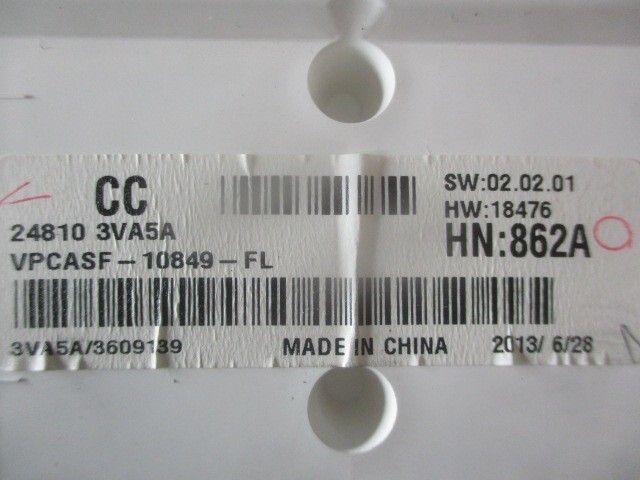 CC
SW:02.02.01
HW:18476
24810 3VA5A
HN:862A
VPCASF-10849-FL
3VA5A/3609139
MADE IN CHINA
2013/ 6/28